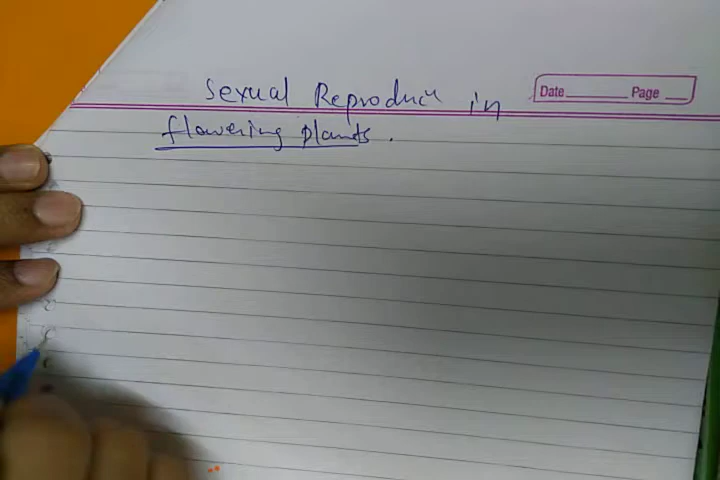 Sexual Reproducⁿ in
Date Page
flowering plants.